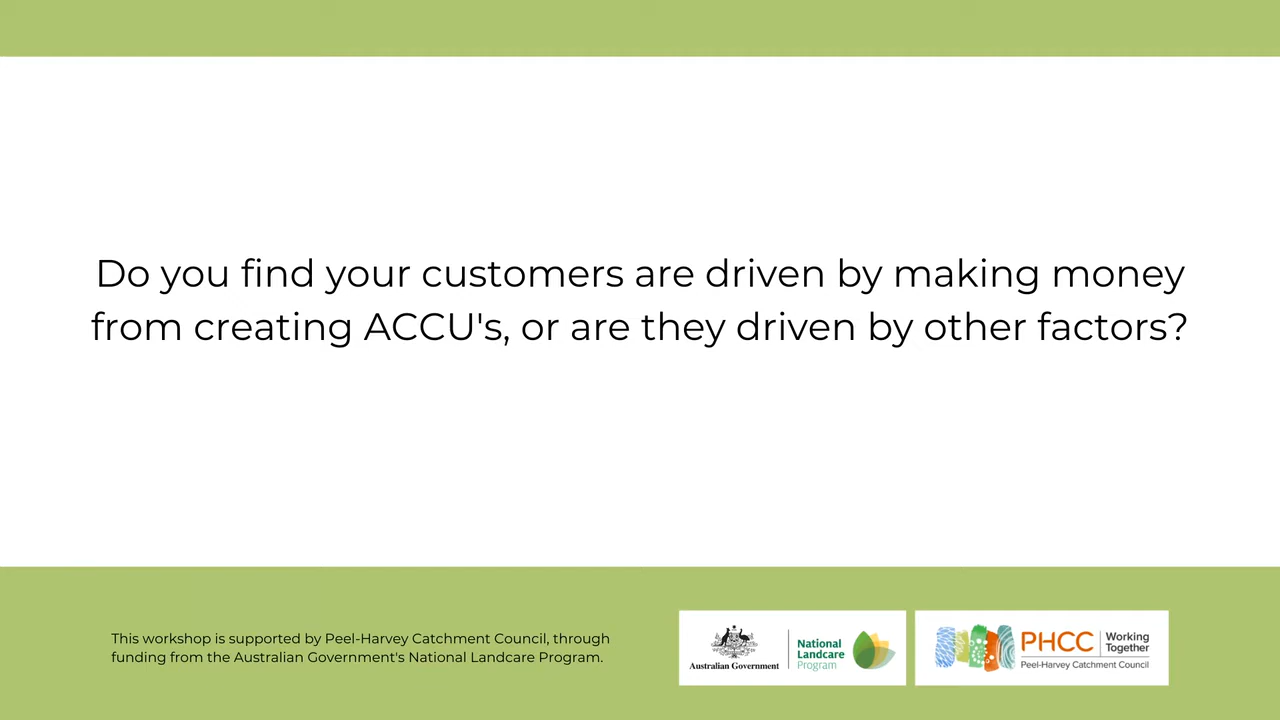 Do you find your customers are driven by making money
from creating ACCU's, or are they driven by other factors?
This workshop is supported by Peel-Harvey Catchment Council, through
funding from the Australian Government's National Landcare Program.
Australian Government
National
Landcare
Program
PHCC
Working
Together
Peel-Harvey Catchment Council